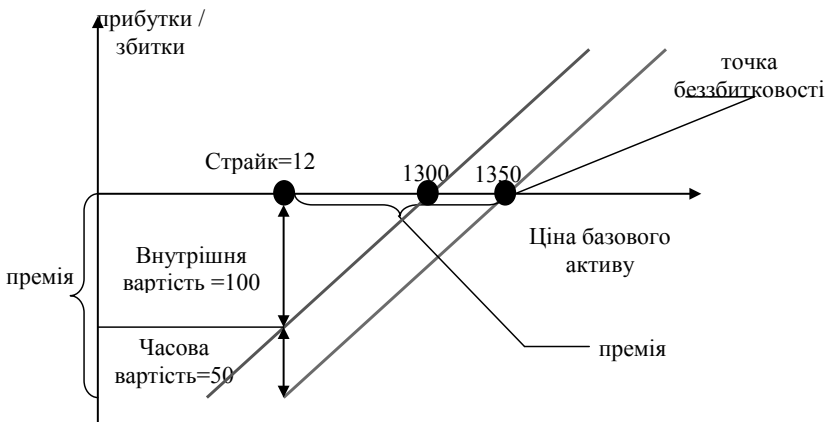 прибутки /
збитки
точка
беззбитковості
Страйк=12
1300
1350
Ціна базового
активу
Внутрішня
вартість =100
премія
Часова
вартість=50
премія